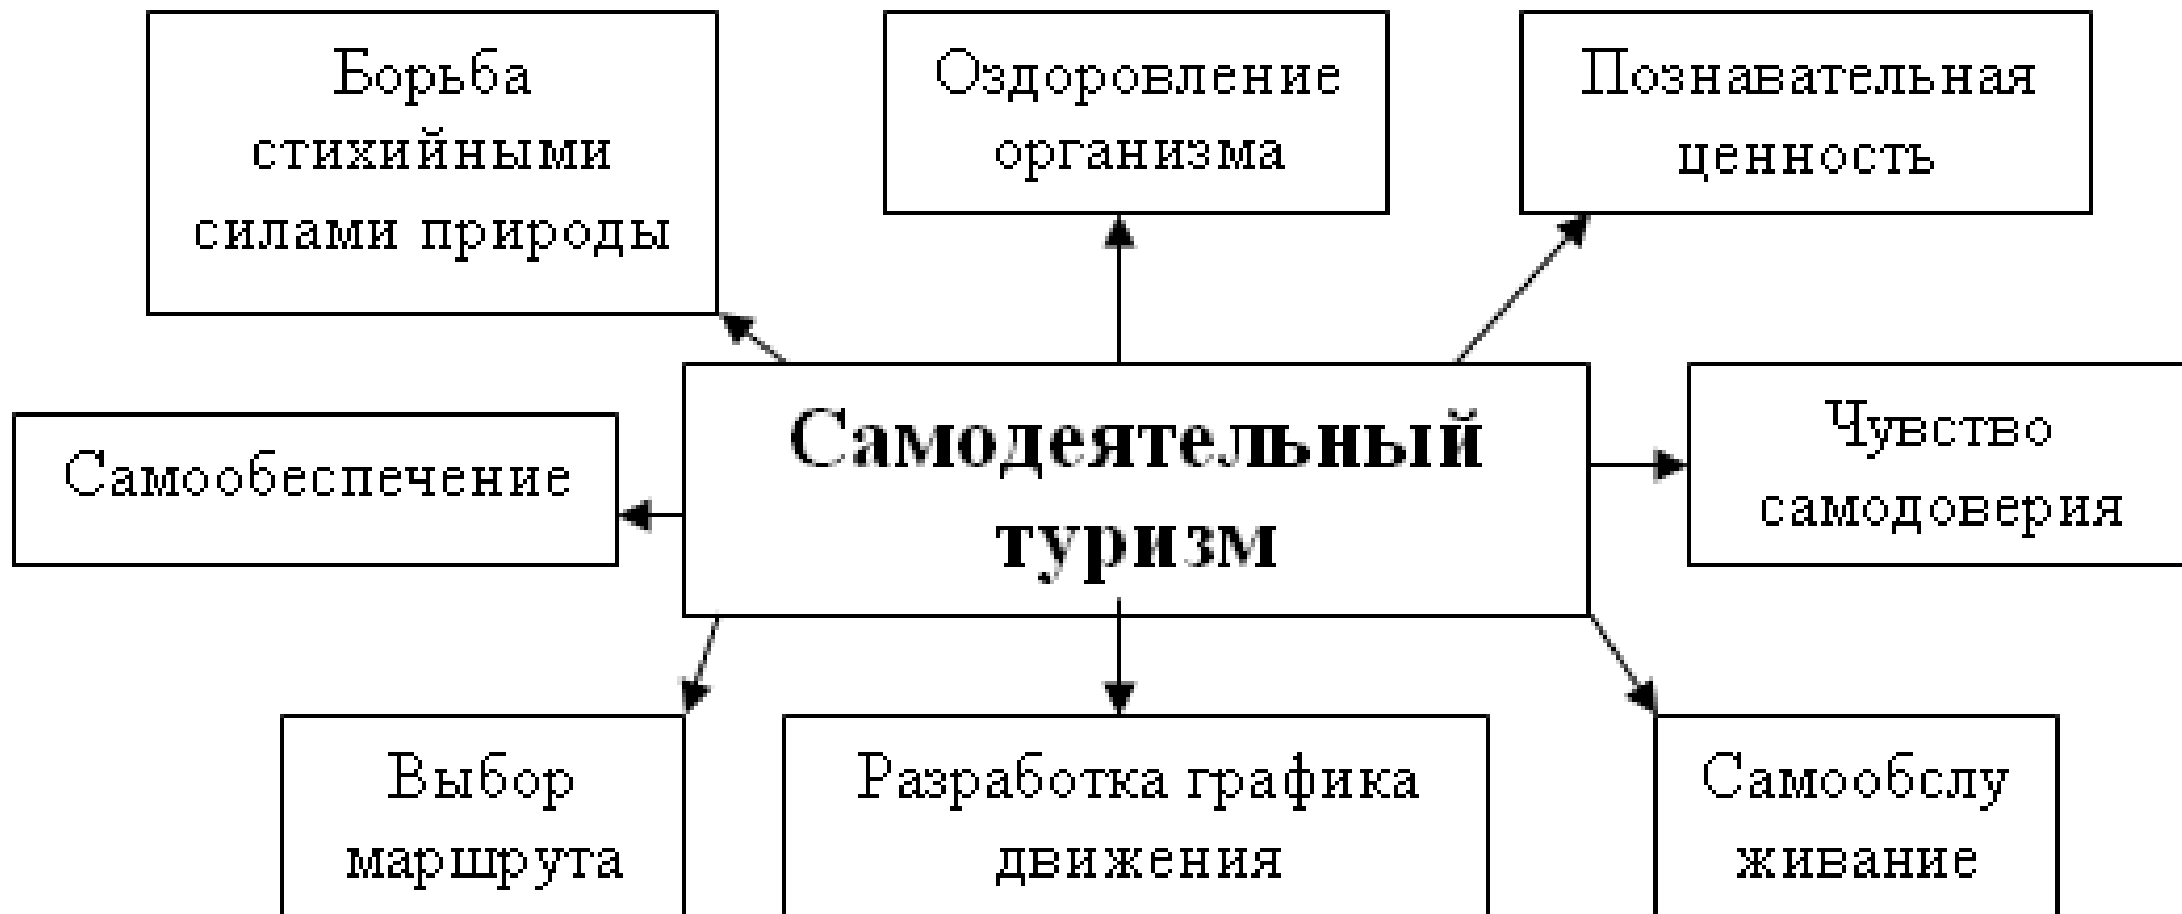 Борьба
стихийными
силами природы
Оздоровление
организма
Познавательная
ценность
Самообеспечение
Самодеятельный
туризм
Чувство
самодоверия
Выбор
маршрута
Разработка графика
движения
Самообслу
живание